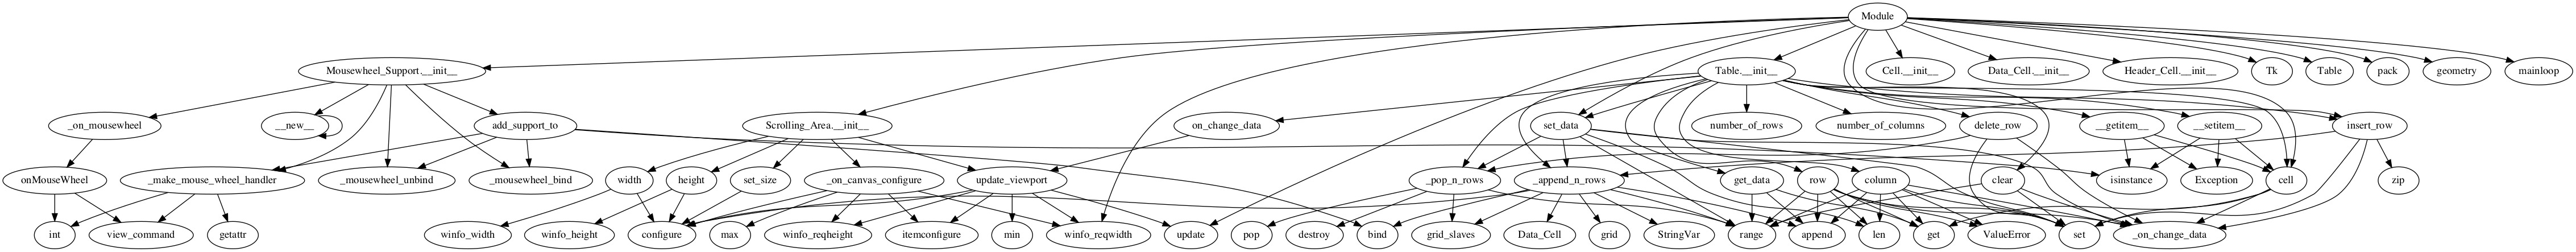 Module
Mousewheel_Support.__init__
Table.__init__
Cell.__init__
Data_Cell.__init__
Header_Cell.__init__
Tk
Table
pack
geometry
mainloop
_on_mousewheel
__new__
add_support_to
Scrolling_Area.__init__
on_change_data
set_data
number_of_rows
number_of_columns
delete_row
__getitem__
__setitem__
insert_row
onMouseWheel
_make_mouse_wheel_handler
_mousewheel_unbind
_mousewheel_bind
width
height
set_size
_on_canvas_configure
update_viewport
_pop_n_rows
_append_n_rows
get_data
row
column
clear
isinstance
Exception
cell
zip
int
view_command
getattr
winfo_width
winfo_height
configure
max
winfo_reqheight
itemconfigure
min
winfo_reqwidth
update
pop
destroy
bind
grid_slaves
Data_Cell
grid
StringVar
range
append
len
get
ValueError
set
_on_change_data